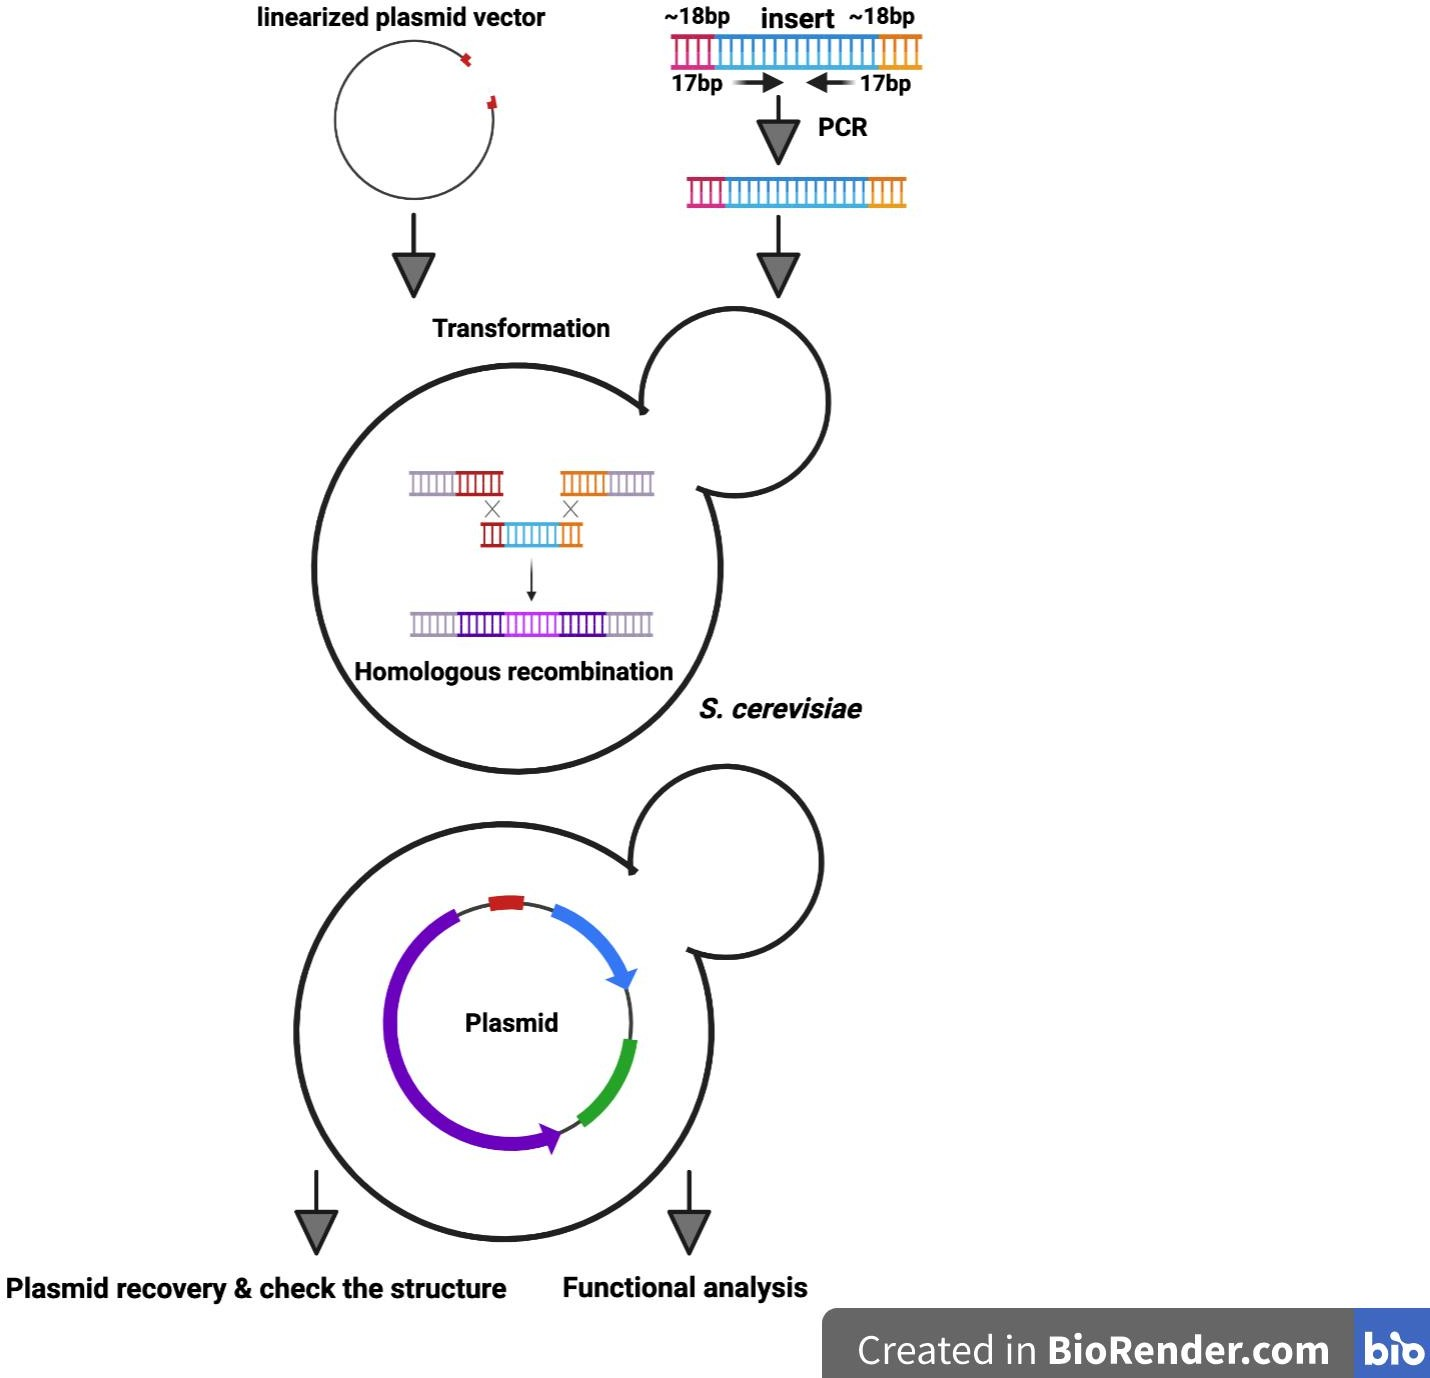 linearized plasmid vector
~18bp insert ~18bp
17bp 17bp
PCR
Transformation
Homologous recombination
S. cerevisiae
Plasmid
Plasmid recovery & check the structure
Functional analysis
Created in BioRender.com bio